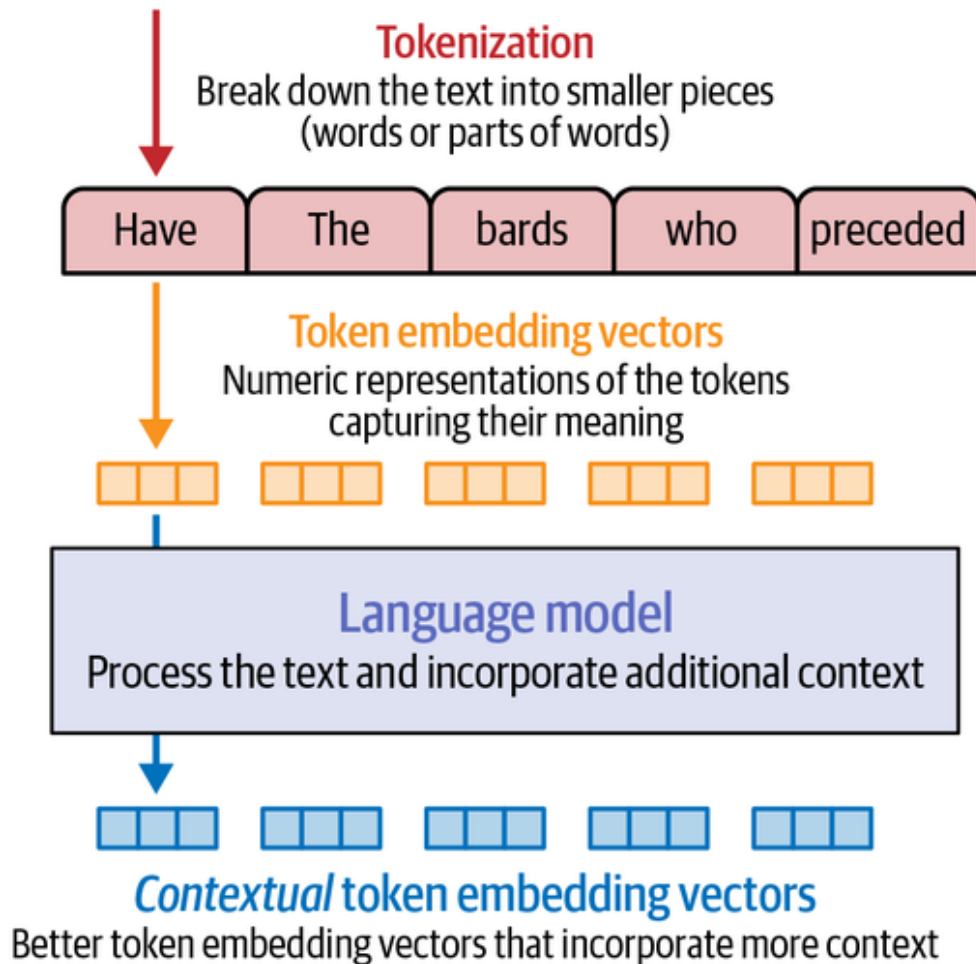 Tokenization
Break down the text into smaller pieces
(words or parts of words)
Have The bards who preceded
Token embedding vectors
Numeric representations of the tokens
capturing their meaning
Language model
Process the text and incorporate additional context
Contextual token embedding vectors
Better token embedding vectors that incorporate more context